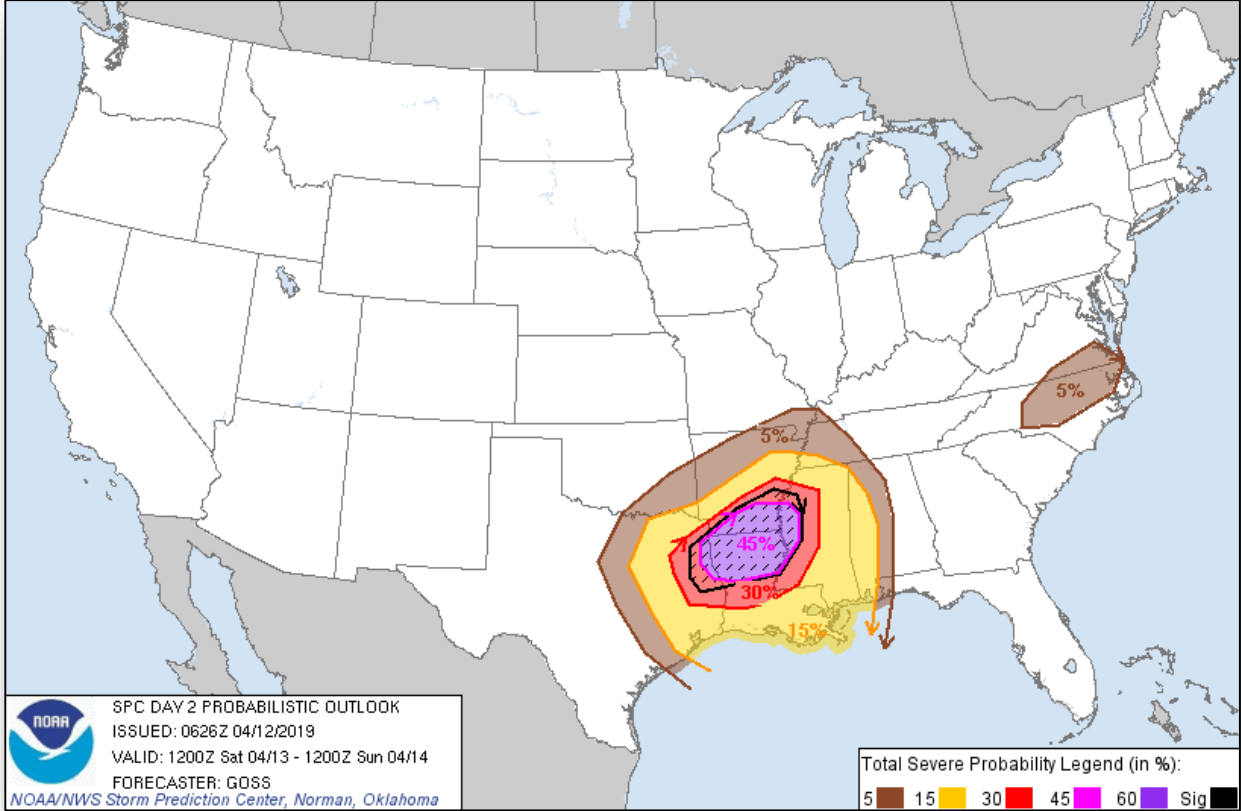 5%
5%
45%
30%
15%
NOAA
SPC DAY 2 PROBABILISTIC OUTLOOK
ISSUED: 0626Z 04/12/2019
VALID: 1200Z Sat 04/13 - 1200Z Sun 04/14
FORECASTER: GOSS
NOAA/NWS Storm Prediction Center, Norman, Oklahoma
Total Severe Probability Legend (in %):
5 15 30 45 60 Sig